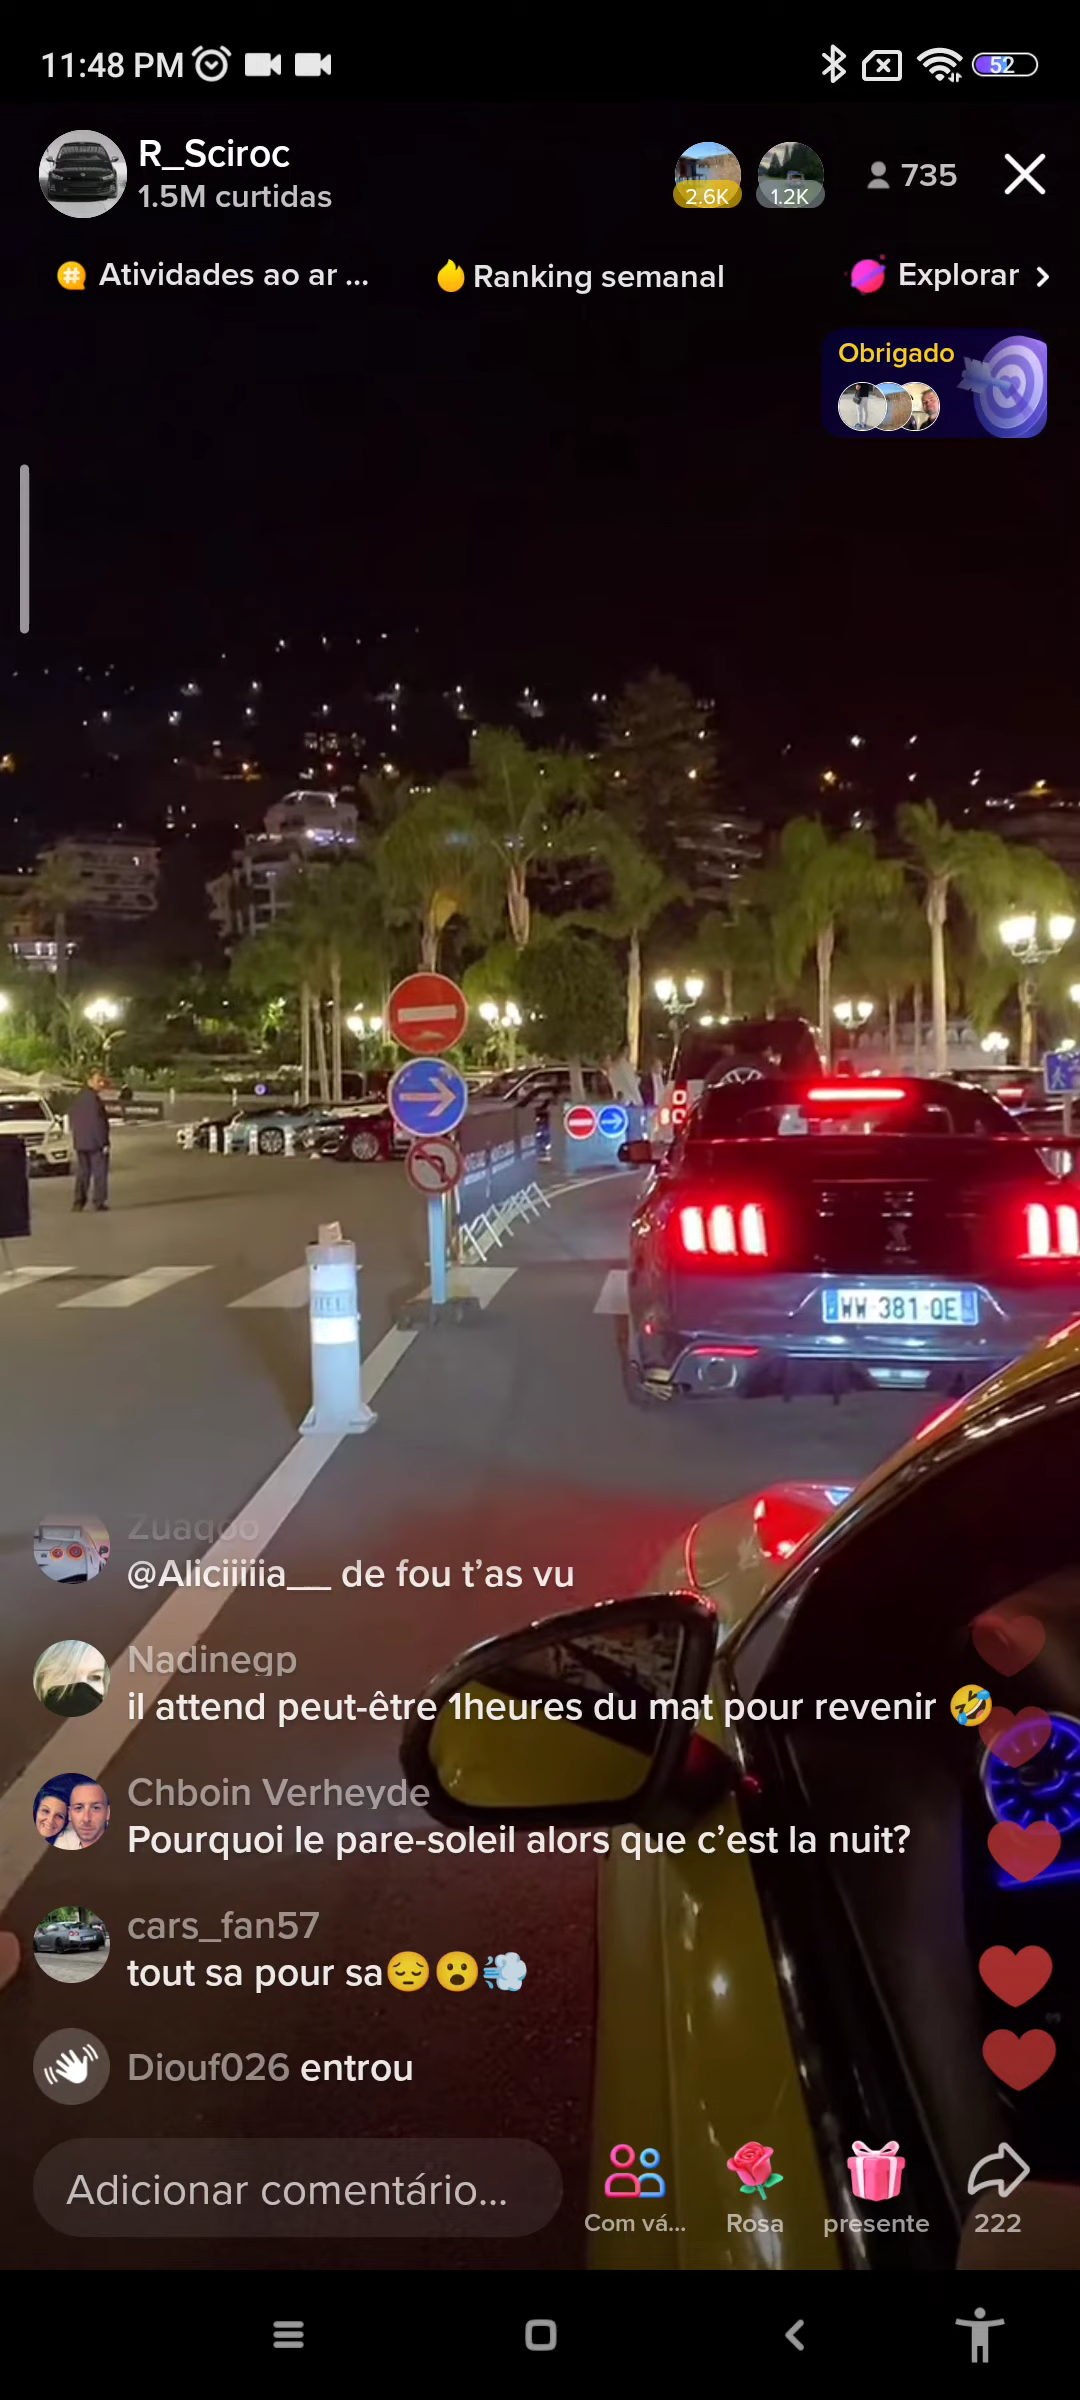 11:48 PM
52
R_Sciroc
1.5M curtidas
2.6K
1.2K
735
Atividades ao ar ...
Ranking semanal
Explorar
Obrigado
WW-381-QE
Zuaqoo
@Aliciiiiiia__ de fou t’as vu
Nadinegp
il attend peut-être 1heures du mat pour revenir 🤣
Chboin Verheyde
Pourquoi le pare-soleil alors que c’est la nuit?
cars_fan57
tout sa pour sa😔😮💨
Diouf026 entrou
Adicionar comentário...
Com vá...
Rosa
presente
222